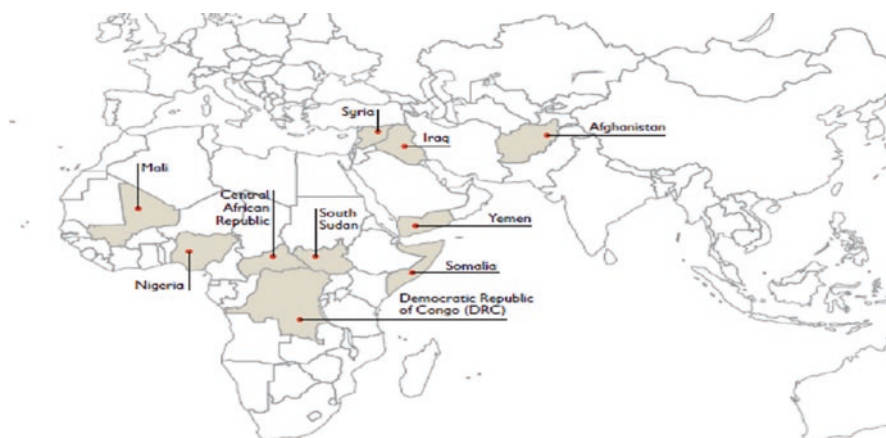 Syria
Iraq
Afghanistan
Mali
Central
African
Republic
South
Sudan
Yemen
Nigeria
Somalia
Democratic Republic
of Congo (DRC)